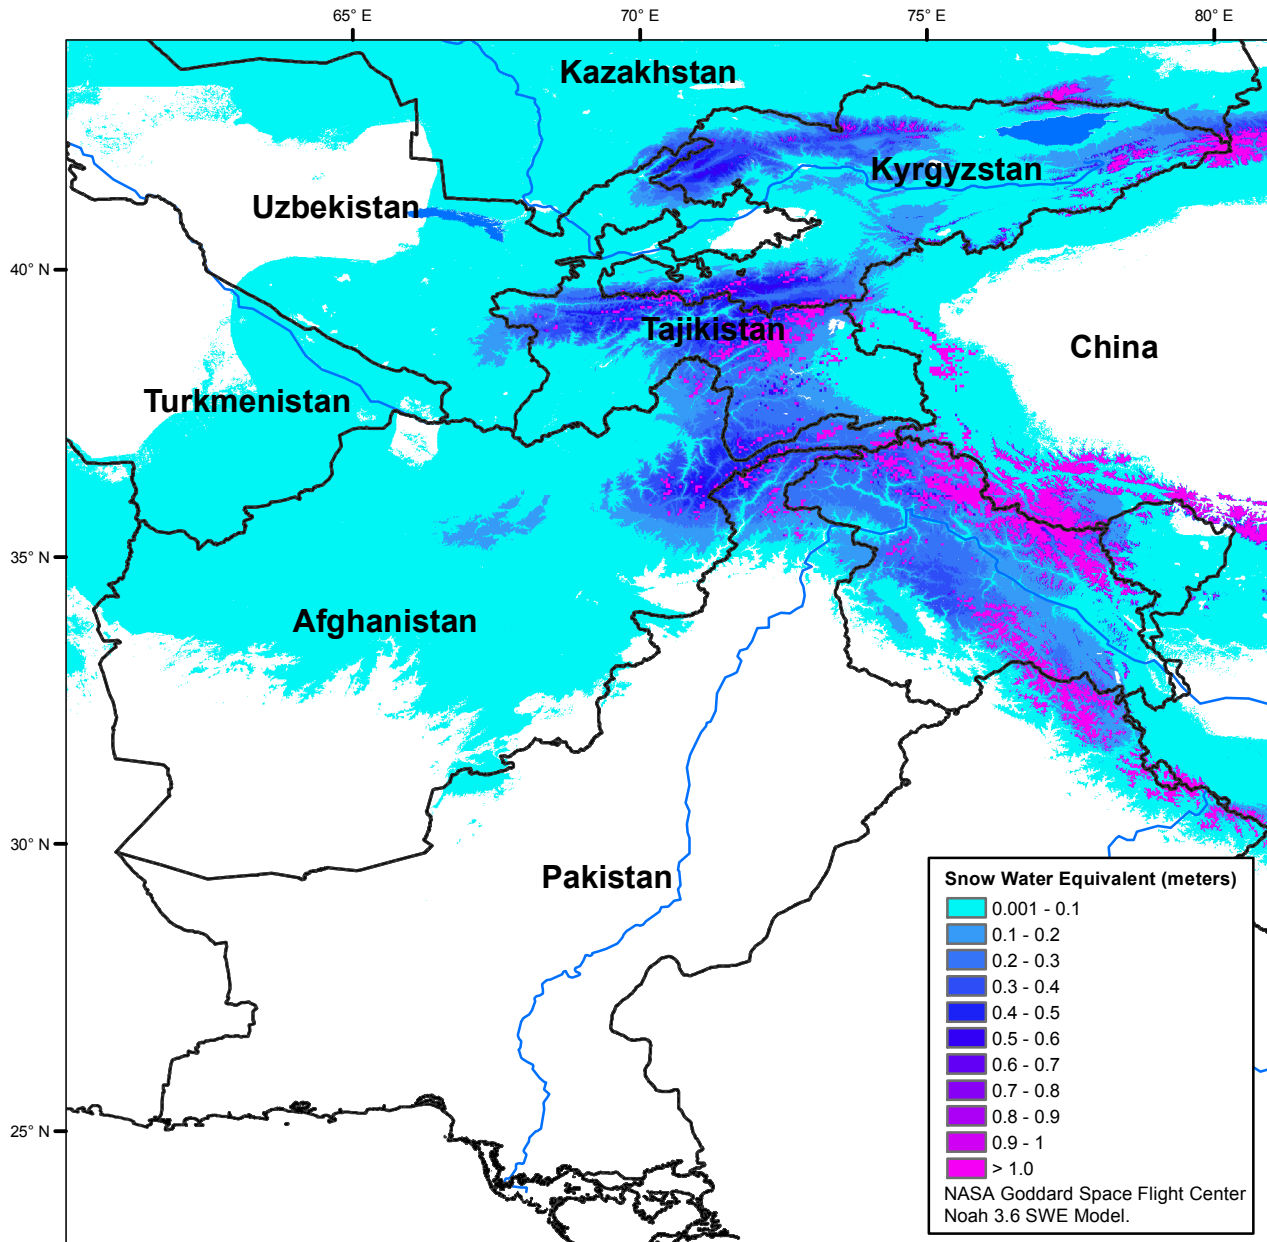 65° E
70° E
75° E
80° E
Kazakhstan
Kyrgyzstan
Uzbekistan
40° N
Tajikistan
China
Turkmenistan
35° N
Afghanistan
30° N
Pakistan
25° N
Snow Water Equivalent (meters)
0.001 - 0.1
0.1 - 0.2
0.2 - 0.3
0.3 - 0.4
0.4 - 0.5
0.5 - 0.6
0.6 - 0.7
0.7 - 0.8
0.8 - 0.9
0.9 - 1
> 1.0
NASA Goddard Space Flight Center
Noah 3.6 SWE Model.